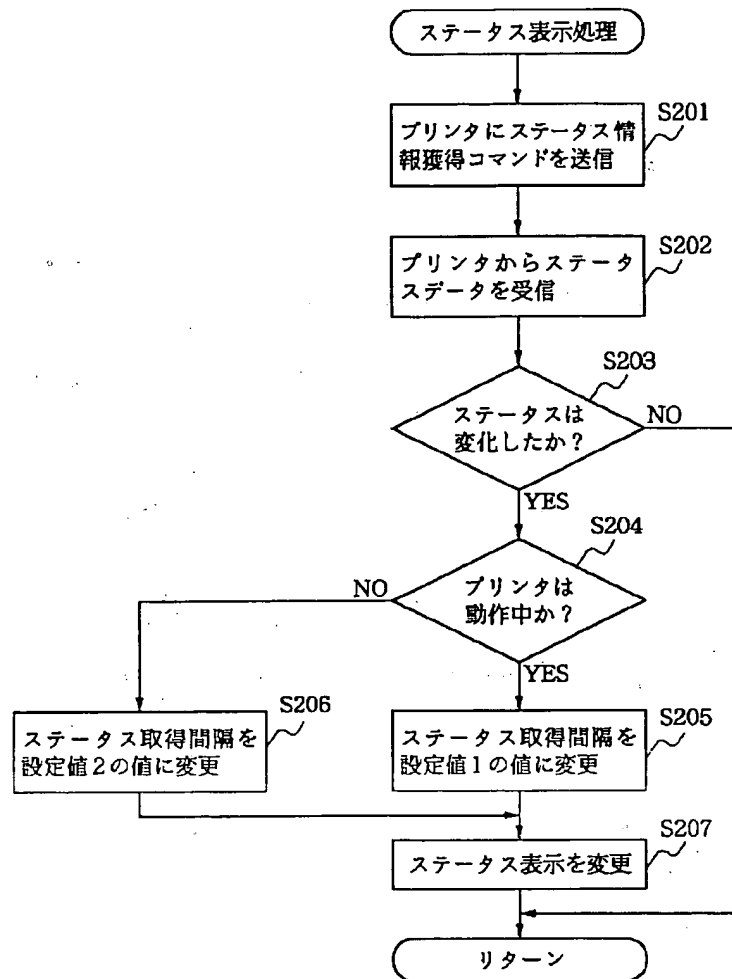 ステータス表示処理
S201
プリンタにステータス情
報獲得コマンドを送信
S202
プリンタからステータ
スデータを受信
S203
ステータスは
変化したか?
NO
YES
S204
プリンタは
動作中か?
NO
YES
S206
ステータス取得間隔を
設定値2の値に変更
S205
ステータス取得間隔を
設定値1の値に変更
S207
ステータス表示を変更
リターン